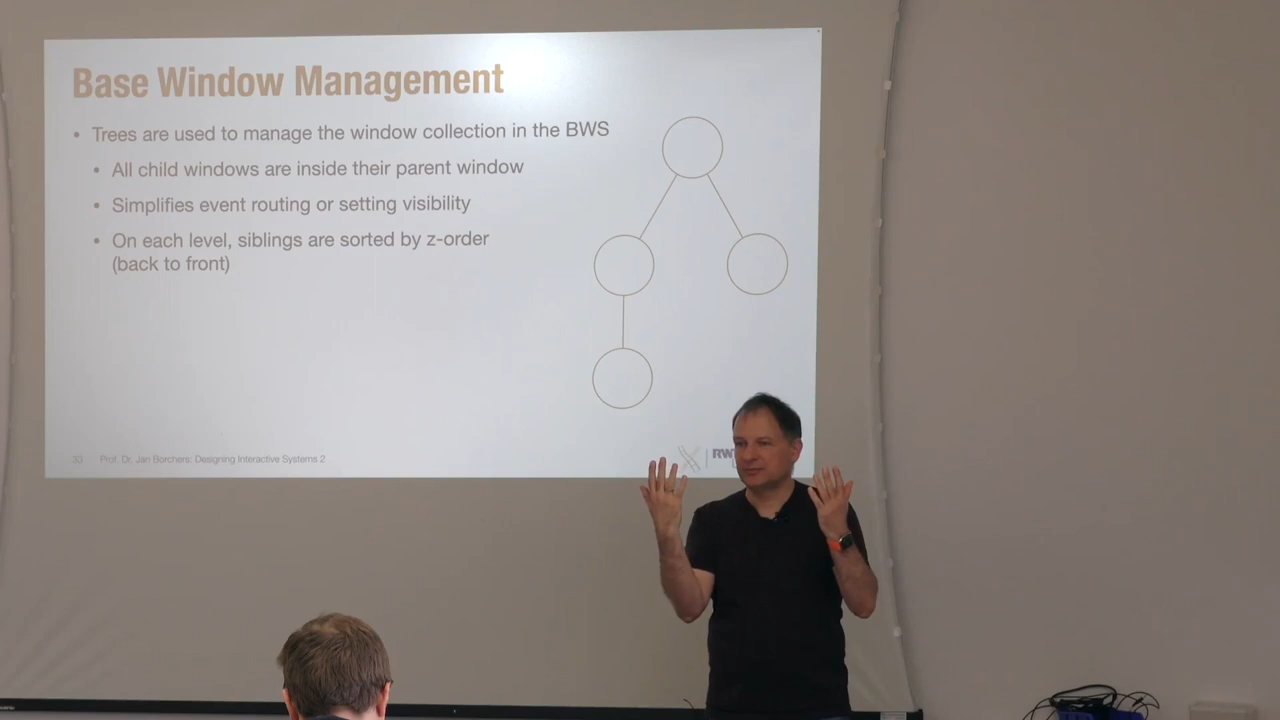 Base Window Management
• Trees are used to manage the window collection in the BWS
• All child windows are inside their parent window
• Simplifies event routing or setting visibility
• On each level, siblings are sorted by z-order
(back to front)
33 Prof. Dr. Jan Borchers: Designing Interactive Systems 2
RW